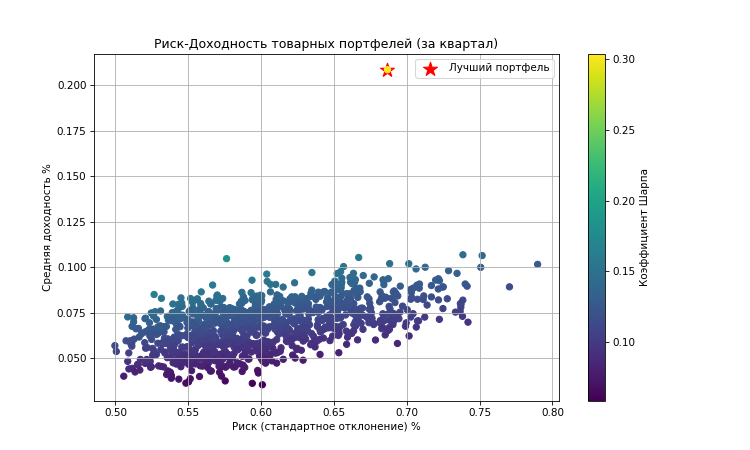 Риск-Доходность товарных портфелей (за квартал)
Лучший портфель
0.200
0.175
0.150
0.125
0.100
0.075
0.050
Средняя доходность %
0.50 0.55 0.60 0.65 0.70 0.75 0.80
Риск (стандартное отклонение) %
0.30
0.25
0.20
0.15
0.10
Коэффициент Шарпа